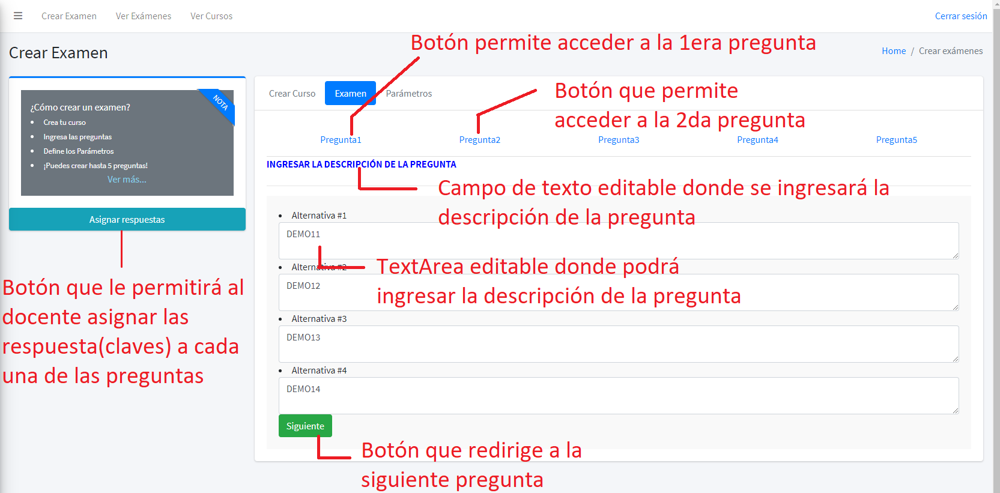 Crear Examen Ver Exámenes Ver Cursos Cerrar sesión
Botón permite acceder a la 1era pregunta
Crear Examen
Home / Crear exámenes
NOTA
¿Cómo crear un examen?
• Crea tu curso
• Ingresa las preguntas
• Define los Parámetros
• ¡Puedes crear hasta 5 preguntas!
Ver más...
Asignar respuestas
Botón que le permitirá al
docente asignar las
respuesta(claves) a cada
una de las preguntas
Crear Curso Examen Parámetros
Botón que permite
acceder a la 2da pregunta
Pregunta1 Pregunta2 Pregunta3 Pregunta4 Pregunta5
INGRESAR LA DESCRIPCIÓN DE LA PREGUNTA
Campo de texto editable donde se ingresará la
descripción de la pregunta
• Alternativa #1
DEMO11
• Alternativa #2
TextArea editable donde podrá
ingresar la descripción de la pregunta
DEMO12
• Alternativa #3
DEMO13
• Alternativa #4
DEMO14
Siguiente
Botón que redirige a la
siguiente pregunta